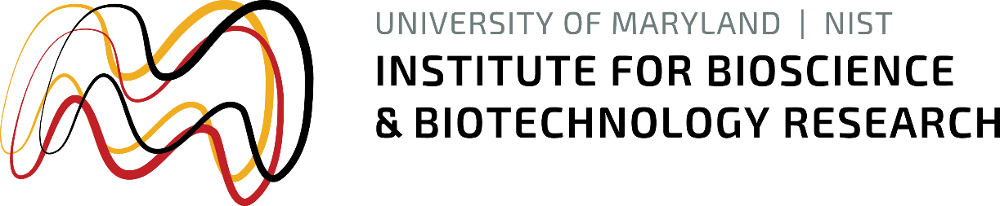 UNIVERSITY OF MARYLAND | NIST
INSTITUTE FOR BIOSCIENCE
& BIOTECHNOLOGY RESEARCH